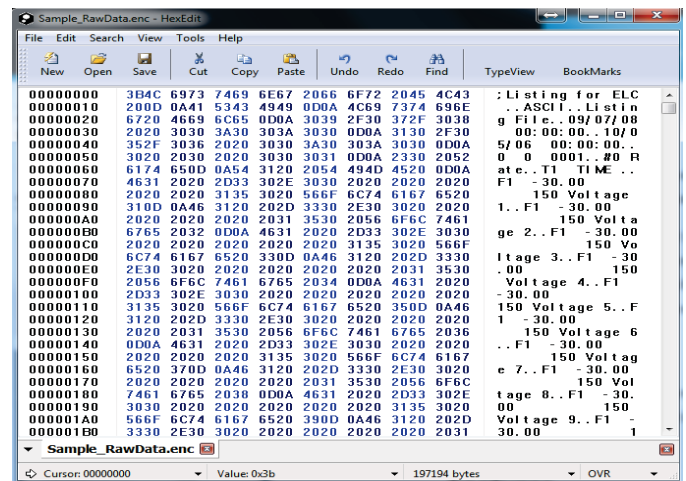 Sample_RawData.enc - HexEdit
File Edit Search View Tools Help
New Open Save Cut Copy Paste Undo Redo Find TypeView BookMarks
00000000 3B4C 6973 7469 6E67 2066 6F72 2045 4C43 ;Listing for ELC
00000010 200D 0A41 5343 4949 0D0A 4C69 7374 696E ..ASCII..Listin
00000020 6720 4669 6C65 0D0A 3039 2F30 372F 3038 g File..09/07/08
00000030 2020 3030 3A30 303A 3030 0D0A 3130 2F30 00:00:00..10/0
00000040 352F 3036 2020 3030 3A30 303A 3030 0D0A 5/06 00:00:00..
00000050 3020 2030 2020 3030 3031 0D0A 2330 2052 0 0 0001..#0 R
00000060 6174 650D 0A54 3120 2054 494D 4520 0D0A ate..T1 TIME ..
00000070 4631 2020 2D33 302E 3030 2020 2020 2020 F1 -30.00
00000080 2020 2020 3135 3020 566F 6C74 6167 6520 150 Voltage
00000090 310D 0A46 3120 202D 3330 2E30 3020 2020 1..F1 -30.00
000000A0 2020 2020 2020 2031 3530 2056 6F6C 7461 150 Volta
000000B0 6765 2032 0D0A 4631 2020 2D33 302E 3030 ge 2..F1 -30.00
000000C0 2020 2020 2020 2020 2020 3135 3020 566F 150 Vo
000000D0 6C74 6167 6520 330D 0A46 3120 202D 3330 ltage 3..F1 -30
000000E0 2E30 3020 2020 2020 2020 2020 2031 3530 .00 150
000000F0 2056 6F6C 7461 6765 2034 0D0A 4631 2020 Voltage 4..F1
00000100 2D33 302E 3030 2020 2020 2020 2020 2020 -30.00
00000110 3135 3020 566F 6C74 6167 6520 350D 0A46 150 Voltage 5..F
00000120 3120 202D 3330 2E30 3020 2020 2020 2020 1 -30.00
00000130 2020 2031 3530 2056 6F6C 7461 6765 2036 150 Voltage 6
00000140 0D0A 4631 2020 2D33 302E 3030 2020 2020 ..F1 -30.00
00000150 2020 2020 2020 3135 3020 566F 6C74 6167 150 Voltag
00000160 6520 370D 0A46 3120 202D 3330 2E30 3020 e 7..F1 -30.00
00000170 2020 2020 2020 2020 2031 3530 2056 6F6C 150 Vol
00000180 7461 6765 2038 0D0A 4631 2020 2D33 302E tage 8..F1 -30.
00000190 3030 2020 2020 2020 2020 2020 3135 3020 00 150
000001A0 566F 6C74 6167 6520 390D 0A46 3120 202D Voltage 9..F1 -
000001B0 3330 2E30 3020 2020 2020 2020 2020 2031 30.00 1
Sample_RawData.enc
Cursor: 00000000 Value: 0x3b 197194 bytes OVR